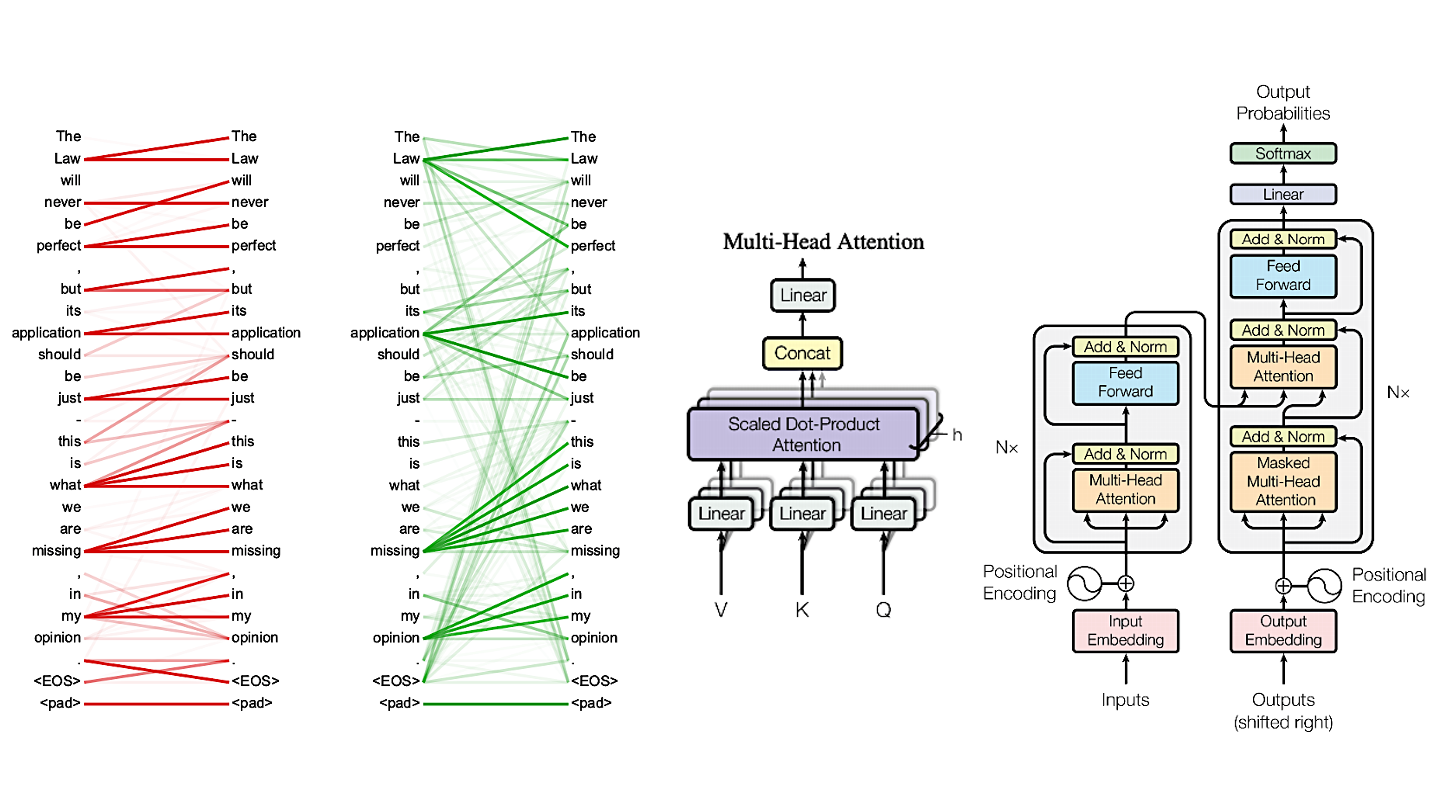 The The
Law Law
will will
never never
be be
perfect perfect
, ,
but but
its its
application application
should should
be be
just just
- -
this this
is is
what what
we we
are are
missing missing
, ,
in in
my my
opinion opinion
. .
<EOS> <EOS>
<pad> <pad>
The The
Law Law
will will
never never
be be
perfect perfect
, ,
but but
its its
application application
should should
be be
just just
- -
this this
is is
what what
we we
are are
missing missing
, ,
in in
my my
opinion opinion
. .
<EOS> <EOS>
<pad> <pad>
Multi-Head Attention
Linear
Concat
Scaled Dot-Product
Attention
h
Linear Linear Linear
V K Q
Output
Probabilities
Softmax
Linear
Add & Norm
Feed
Forward
Add & Norm
Multi-Head
Attention
N×
Add & Norm
Masked
Multi-Head
Attention
Add & Norm
Feed
Forward
N×
Add & Norm
Multi-Head
Attention
Positional
Encoding
Positional
Encoding
Input
Embedding
Output
Embedding
Inputs
Outputs
(shifted right)